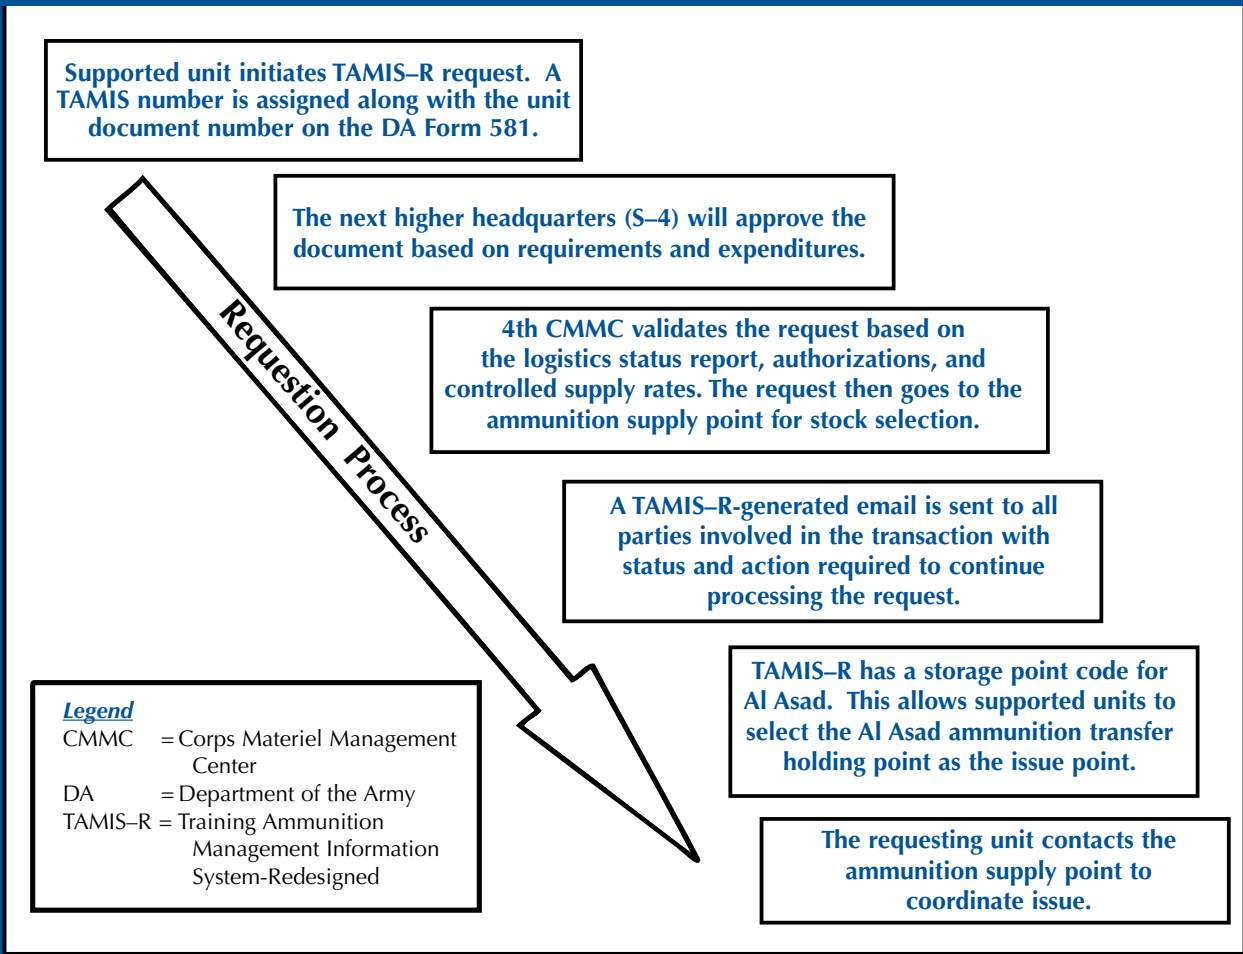 Supported unit initiates TAMIS–R request.  A
TAMIS number is assigned along with the unit
document number on the DA Form 581.
The next higher headquarters (S–4) will approve the
document based on requirements and expenditures.
4th CMMC validates the request based on
the logistics status report, authorizations, and
controlled supply rates. The request then goes to the
ammunition supply point for stock selection.
Requestion Process
A TAMIS–R-generated email is sent to all
parties involved in the transaction with
status and action required to continue
processing the request.
TAMIS–R has a storage point code for
Al Asad.  This allows supported units to
select the Al Asad ammunition transfer
holding point as the issue point.
The requesting unit contacts the
ammunition supply point to
coordinate issue.
Legend
CMMC = Corps Materiel Management
Center
DA = Department of the Army
TAMIS–R = Training Ammunition
Management Information
System-Redesigned